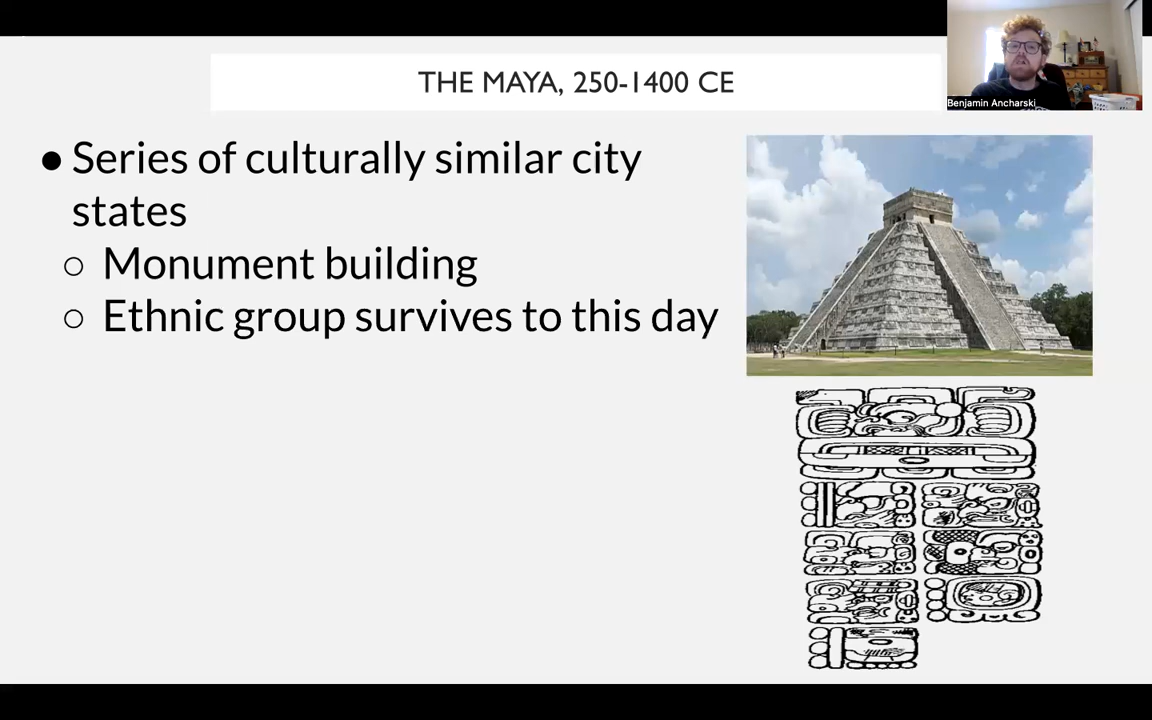 THE MAYA, 250-1400 CE
Benjamin Ancharski
● Series of culturally similar city
states
○ Monument building
○ Ethnic group survives to this day